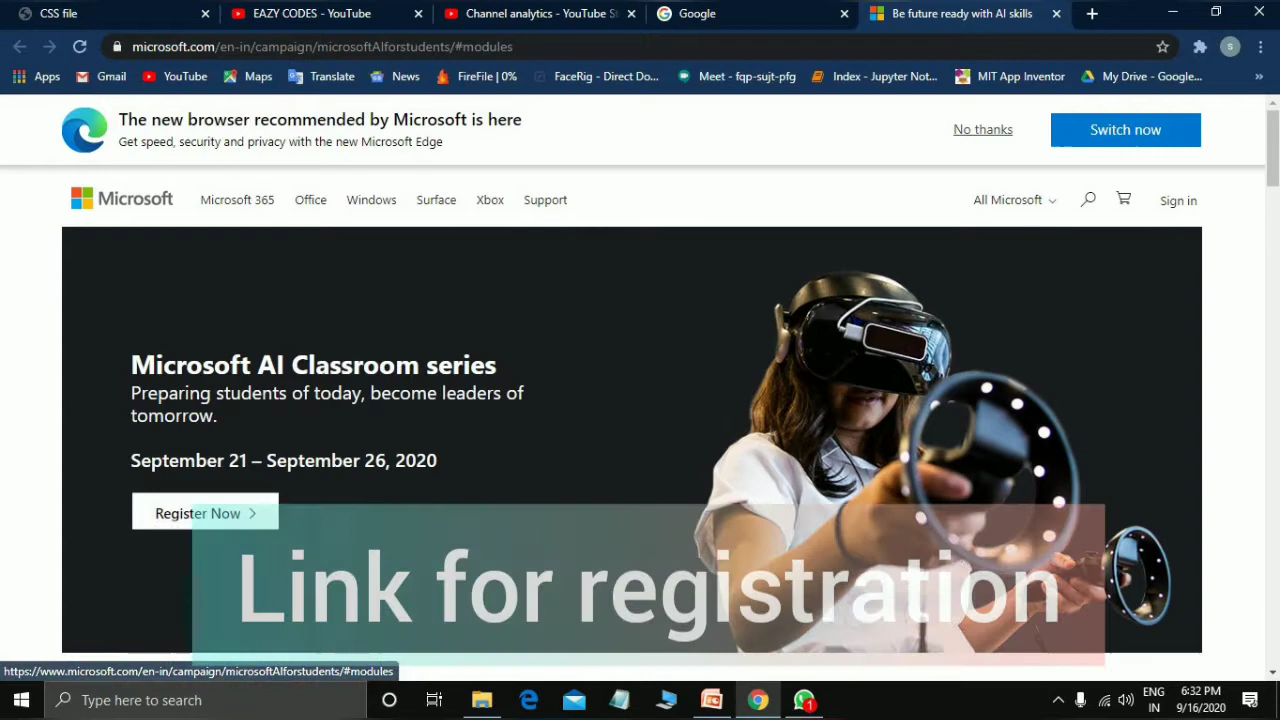 CSS file
EAZY CODES - YouTube
Channel analytics - YouTube St
Google
Be future ready with AI skills
microsoft.com/en-in/campaign/microsoftAIforstudents/#modules
S
Apps
Gmail
YouTube
Maps
Translate
News
FireFile | 0%
FaceRig - Direct Do...
Meet - fqp-sujt-pfg
Index - Jupyter Not...
MIT App Inventor
My Drive - Google...
»
The new browser recommended by Microsoft is here
Get speed, security and privacy with the new Microsoft Edge
No thanks
Switch now
Microsoft
Microsoft 365
Office
Windows
Surface
Xbox
Support
All Microsoft
Sign in
Microsoft AI Classroom series
Preparing students of today, become leaders of
tomorrow.
September 21 – September 26, 2020
Register Now
Link for registration
https://www.microsoft.com/en-in/campaign/microsoftAIforstudents/#modules
Type here to search
1
ENG
IN
6:32 PM
9/16/2020